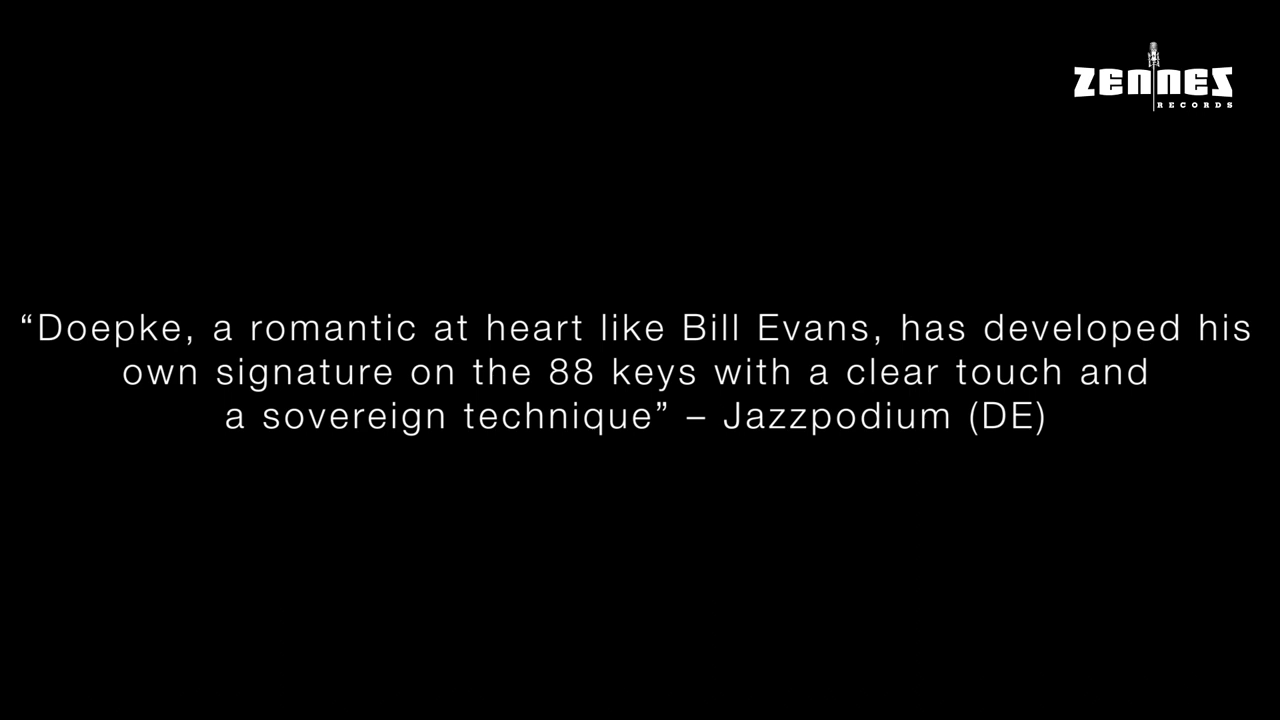 ZENNEZ
RECORDS
“Doepke, a romantic at heart like Bill Evans, has developed his
own signature on the 88 keys with a clear touch and
a sovereign technique” – Jazzpodium (DE)